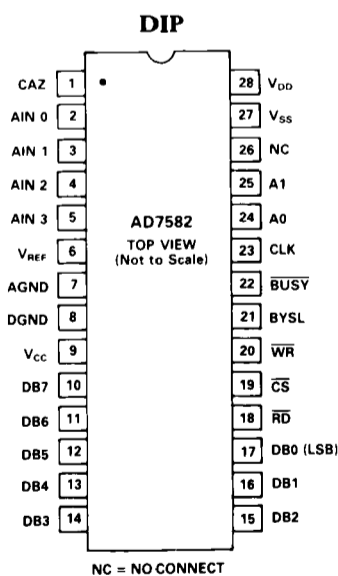 DIP
CAZ 1 28 VDD
AIN 0 2 27 VSS
AIN 1 3 26 NC
AIN 2 4 25 A1
AIN 3 5 24 A0
VREF 6 23 CLK
AGND 7 22 BUSY
DGND 8 21 BYSL
VCC 9 20 WR
DB7 10 19 CS
DB6 11 18 RD
DB5 12 17 DB0 (LSB)
DB4 13 16 DB1
DB3 14 15 DB2
AD7582
TOP VIEW
(Not to Scale)
NC = NO CONNECT